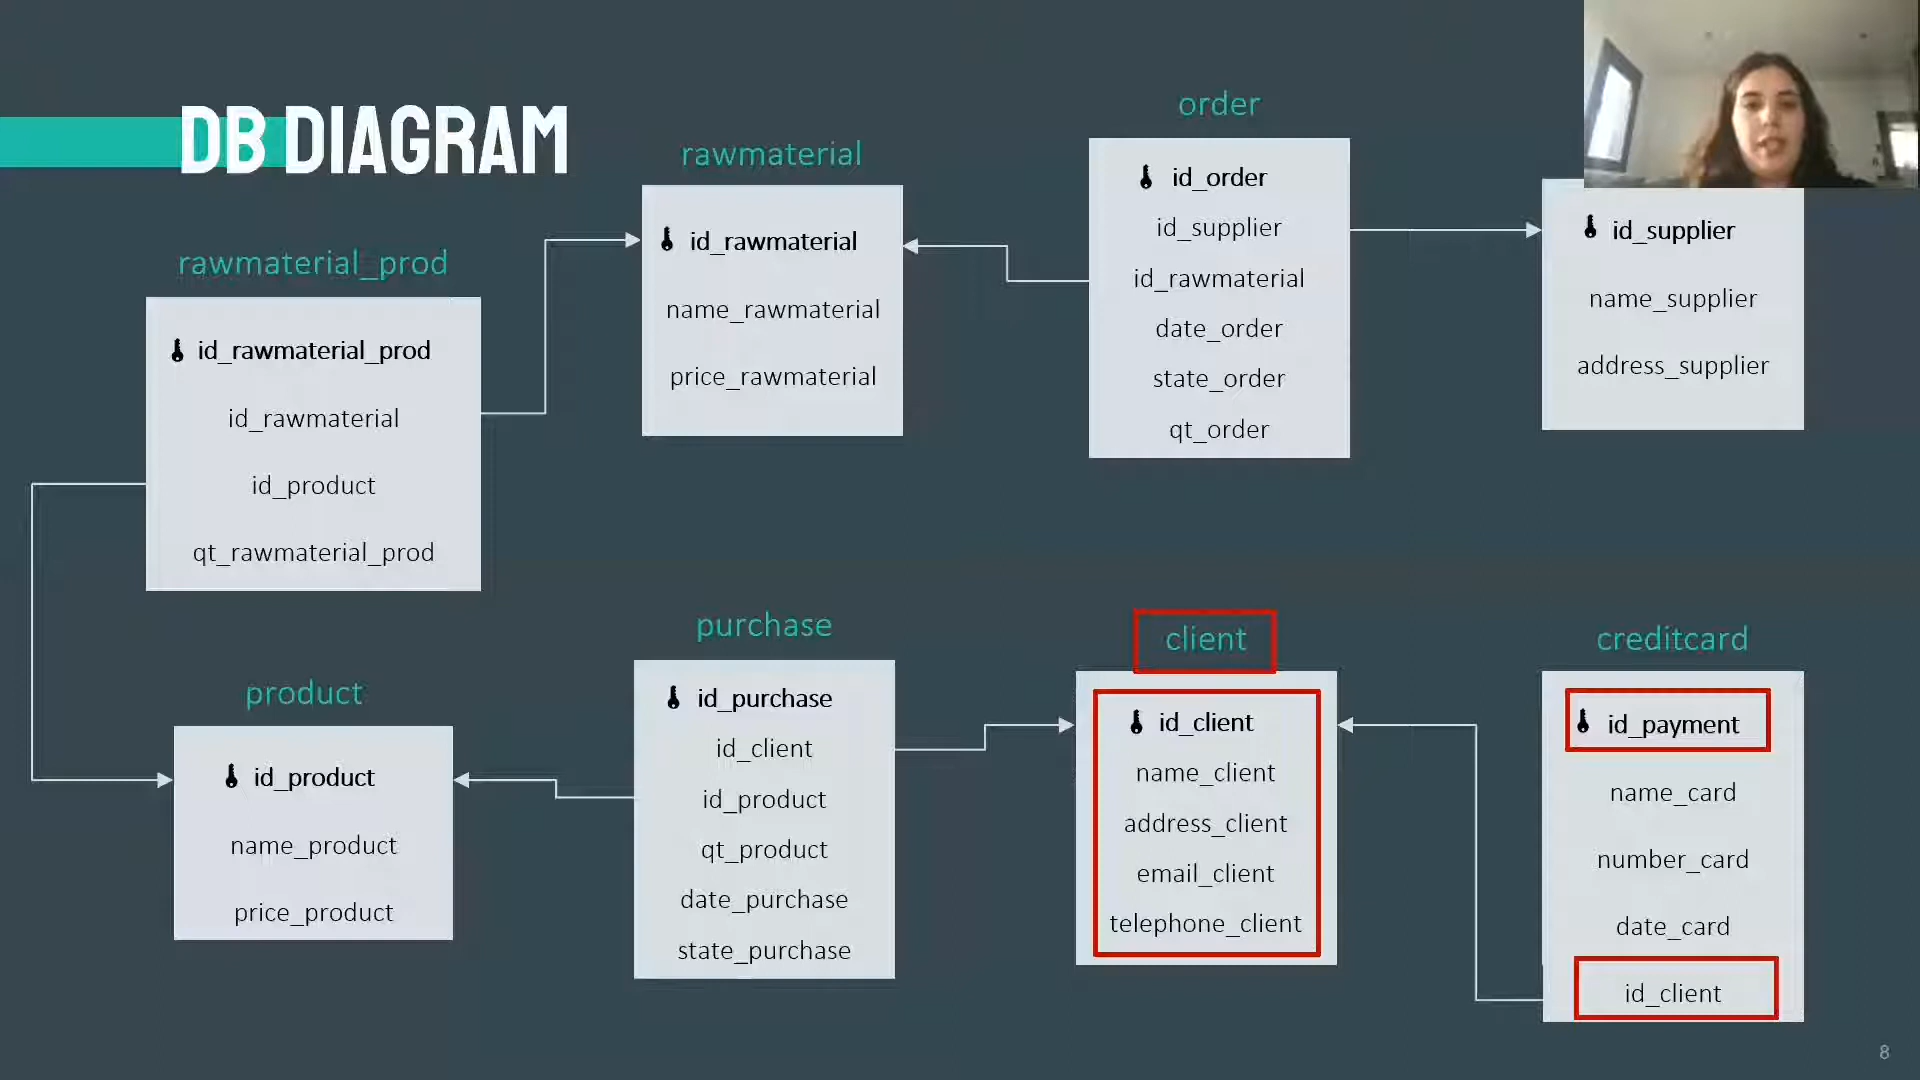 DB DIAGRAM
rawmaterial_prod
id_rawmaterial_prod
id_rawmaterial
id_product
qt_rawmaterial_prod
rawmaterial
id_rawmaterial
name_rawmaterial
price_rawmaterial
order
id_order
id_supplier
id_rawmaterial
date_order
state_order
qt_order
id_supplier
name_supplier
address_supplier
product
id_product
name_product
price_product
purchase
id_purchase
id_client
id_product
qt_product
date_purchase
state_purchase
client
id_client
name_client
address_client
email_client
telephone_client
creditcard
id_payment
name_card
number_card
date_card
id_client
8